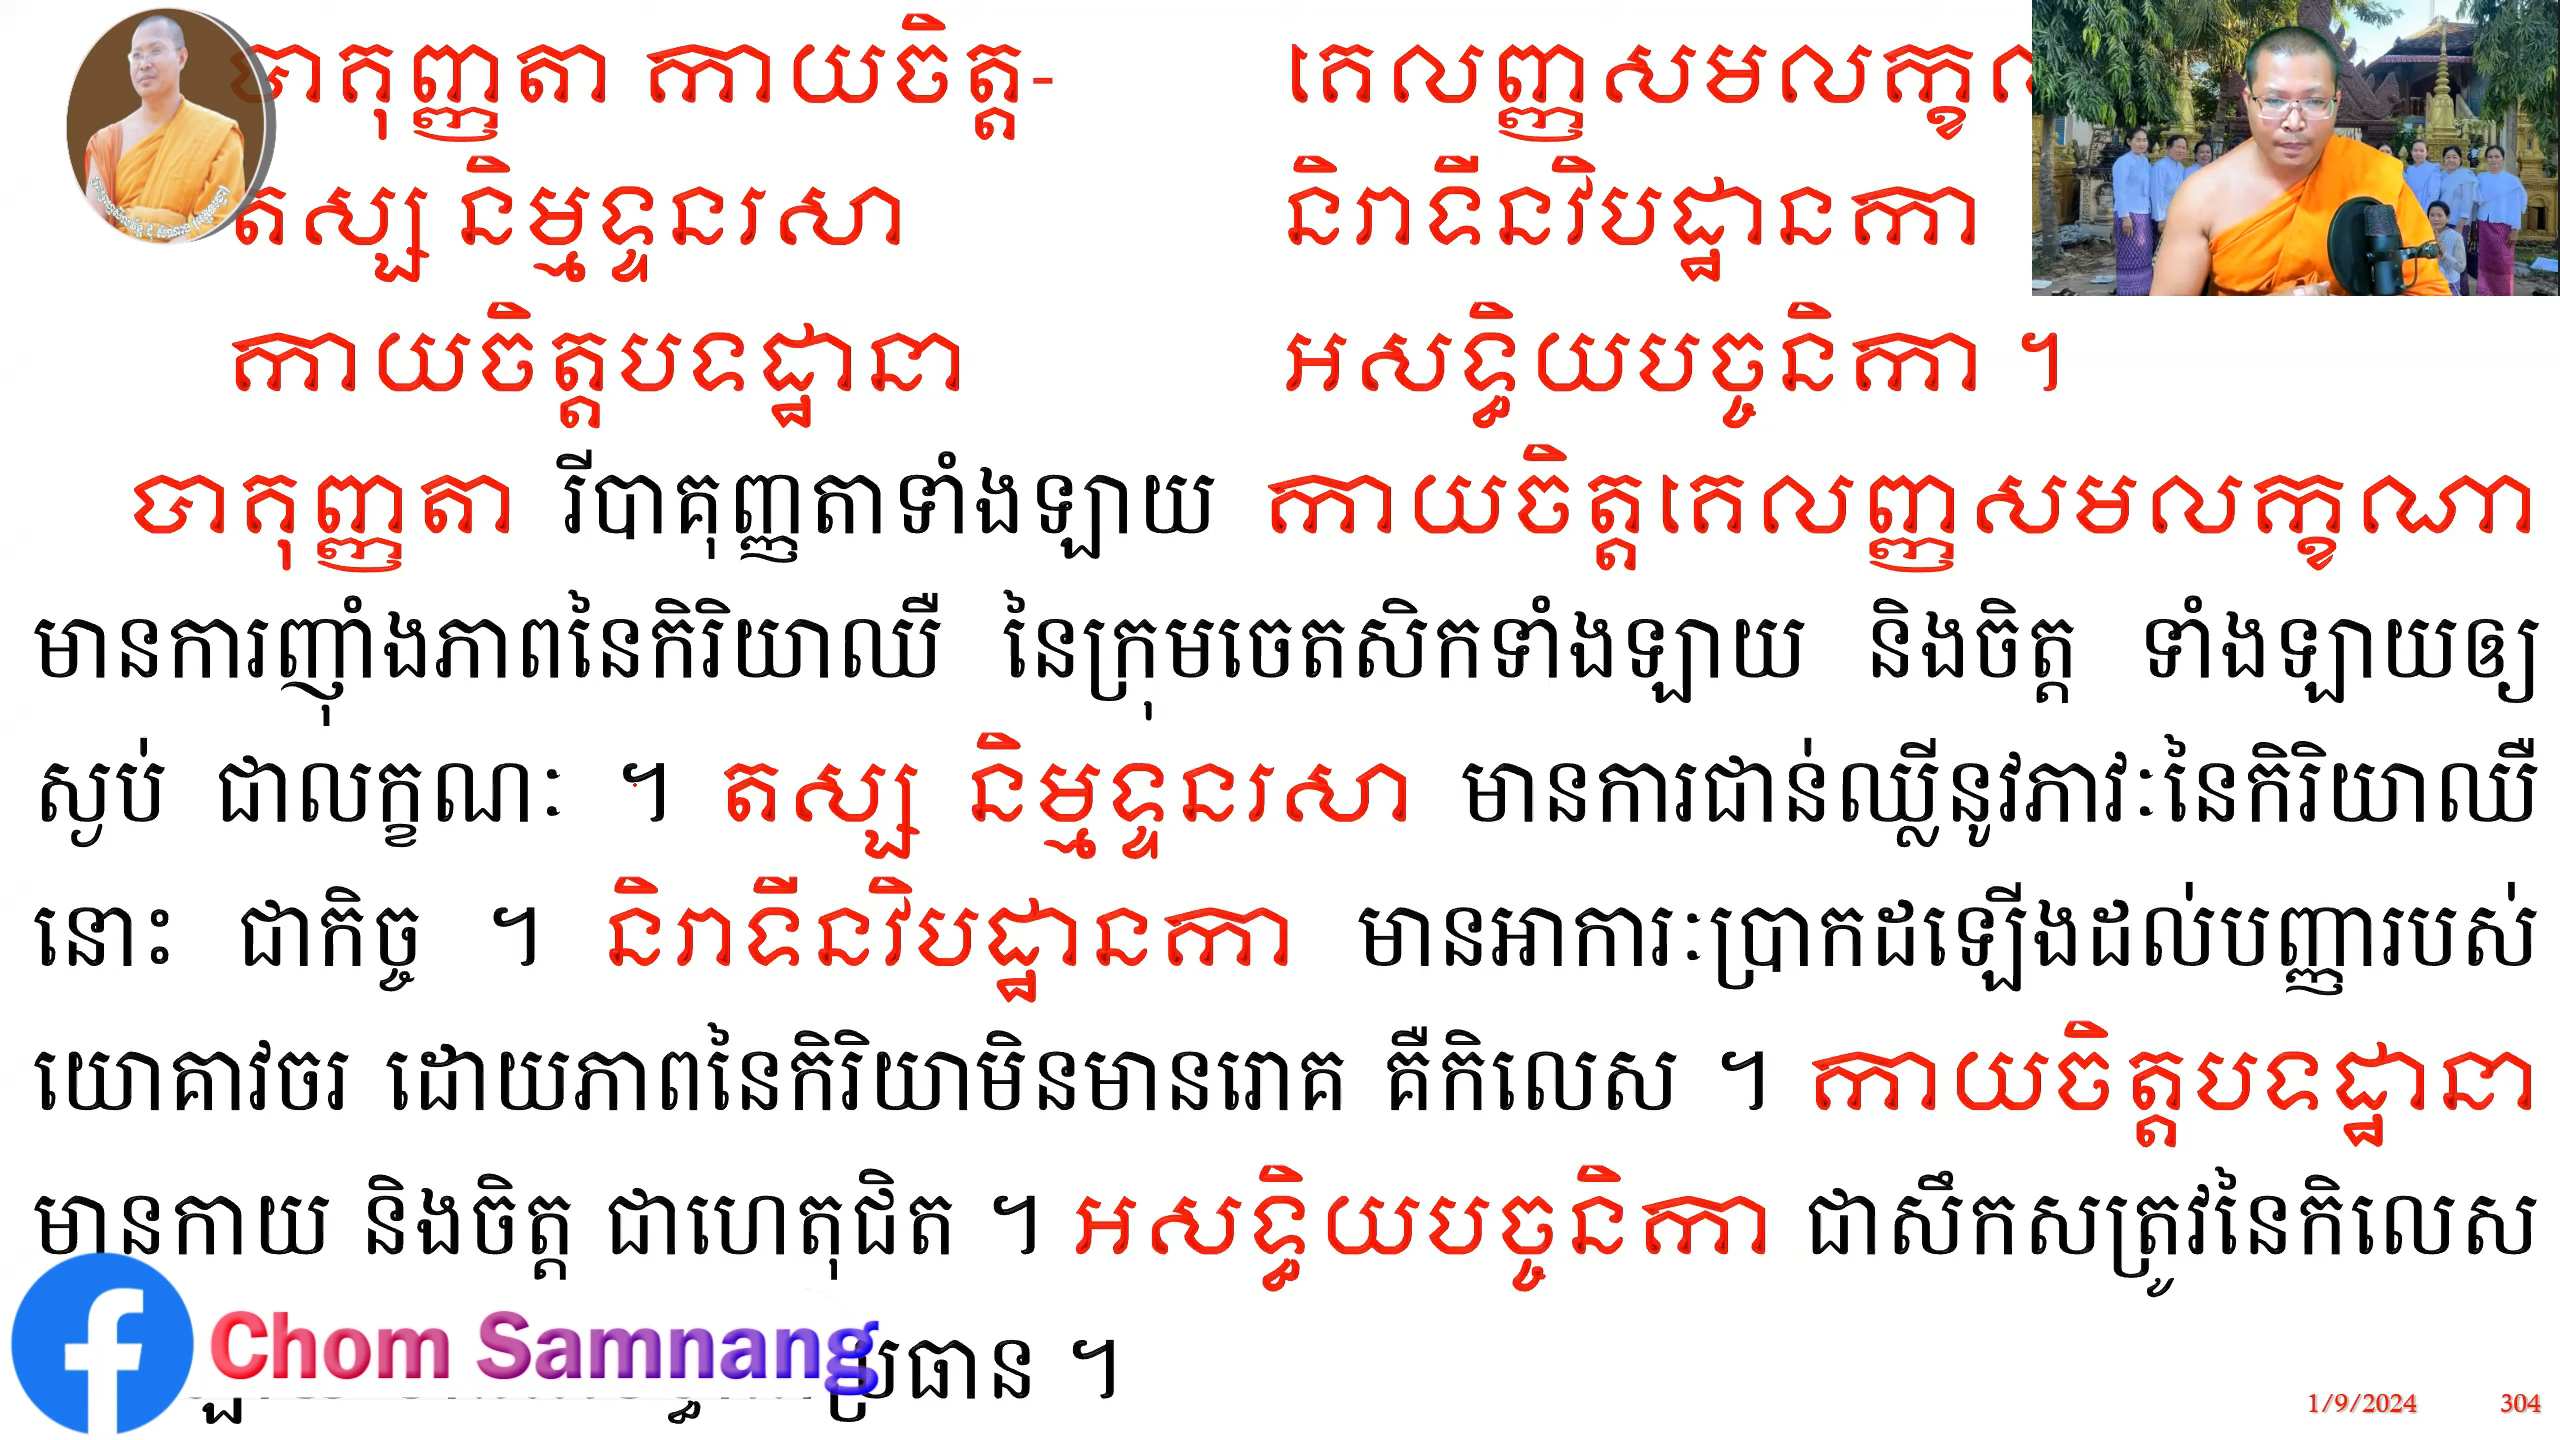 បាគុញ្ញតា កាយចិត្ត- គេលញ្ញសមលក្ខ
តស្ស និម្មទ្ទនរសា និរាទីនវិបដ្ឋានកា
កាយចិត្តបទដ្ឋានា អសទ្ធិយបច្ចនិកា ។
បាគុញ្ញតា រីបាគុញ្ញតាទាំងឡាយ កាយចិត្តគេលញ្ញសមលក្ខណា
មានការញ៉ាំងភាពនៃកិរិយាឈឺ នៃក្រុមចេតសិកទាំងឡាយ និងចិត្ត ទាំងឡាយឲ្យ
ស្ងប់ ជាលក្ខណៈ ។ តស្ស និម្មទ្ទនរសា មានការជាន់ឈ្លីនូវភាវៈនៃកិរិយាឈឺ
នោះ ជាកិច្ច ។ និរាទីនវិបដ្ឋានកា មានអាការៈប្រាកដឡើងដល់បញ្ញារបស់
យោគាវចរ ដោយភាពនៃកិរិយាមិនមានរោគ គឺកិលេស ។ កាយចិត្តបទដ្ឋានា
មានកាយ និងចិត្ត ជាហេតុជិត ។ អសទ្ធិយបច្ចនិកា ជាសឹកសត្រូវនៃកិលេស
ប្រធាន ។
Chom Samnang
1/9/2024 304